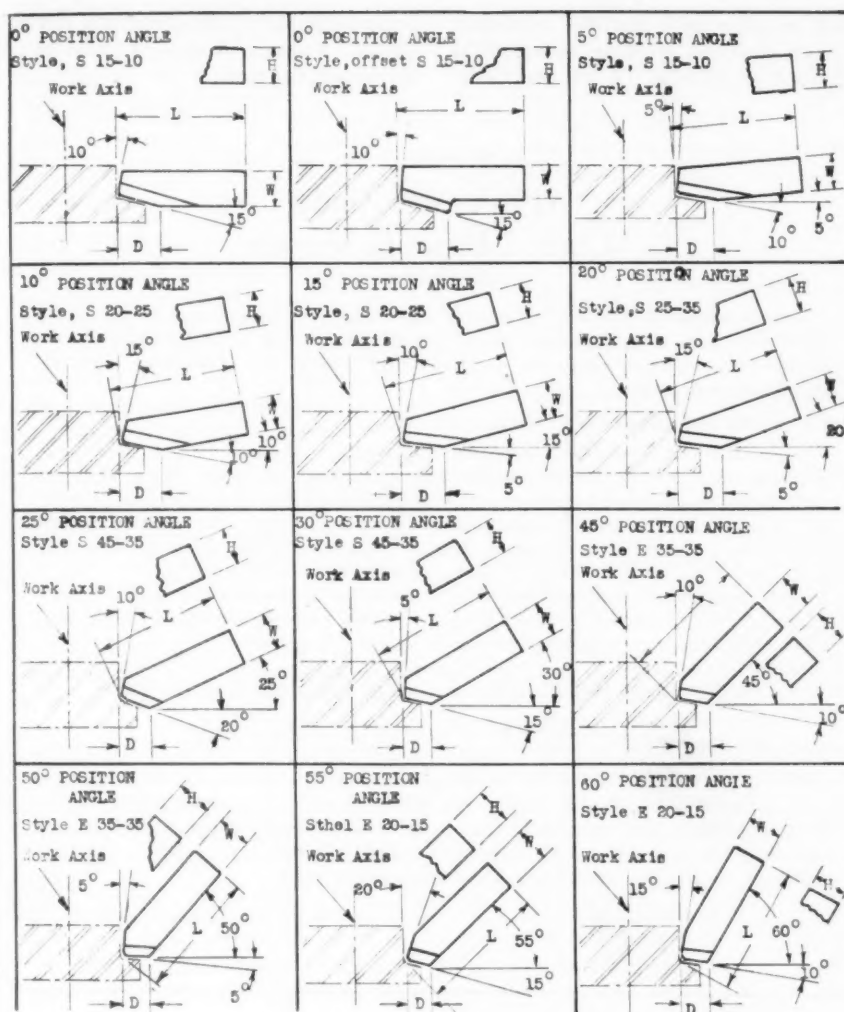 0° POSITION ANGLE
Style, S 15-10
H
Work Axis
L
10°
W
15°
D
0° POSITION ANGLE
Style,offset S 15-10
H
Work Axis
L
10°
W
15°
D
5° POSITION ANGLE
Style, S 15-10
H
Work Axis
5°
L
W
5°
10°
D
10° POSITION ANGLE
Style, S 20-25
H
Work Axis
15°
L
W
10°
D
15° POSITION ANGLE
Style, S 20-25
H
Work Axis
10°
L
W
15°
D
5°
20° POSITION ANGLE
Style,S 25-35
H
Work Axis
15°
L
W
20
D
5°
25° POSITION ANGLE
Style S 45-35
H
Work Axis
10°
L
W
25°
20°
D
30° POSITION ANGLE
Style S 45-35
H
Work Axis
5°
L
W
30°
15°
D
45° POSITION ANGLE
Style E 35-35
Work Axis
10°
W
H
45°
10°
D
50° POSITION
ANGLE
Style E 35-35
H
W
Work Axis
5°
50°
L
5°
D
55° POSITION
ANGLE
Sthel E 20-15
H
W
Work Axis
20°
55°
L
15°
D
60° POSITION ANGIE
Style E 20-15
W
Work Axis
15°
H
L
60°
10°
D